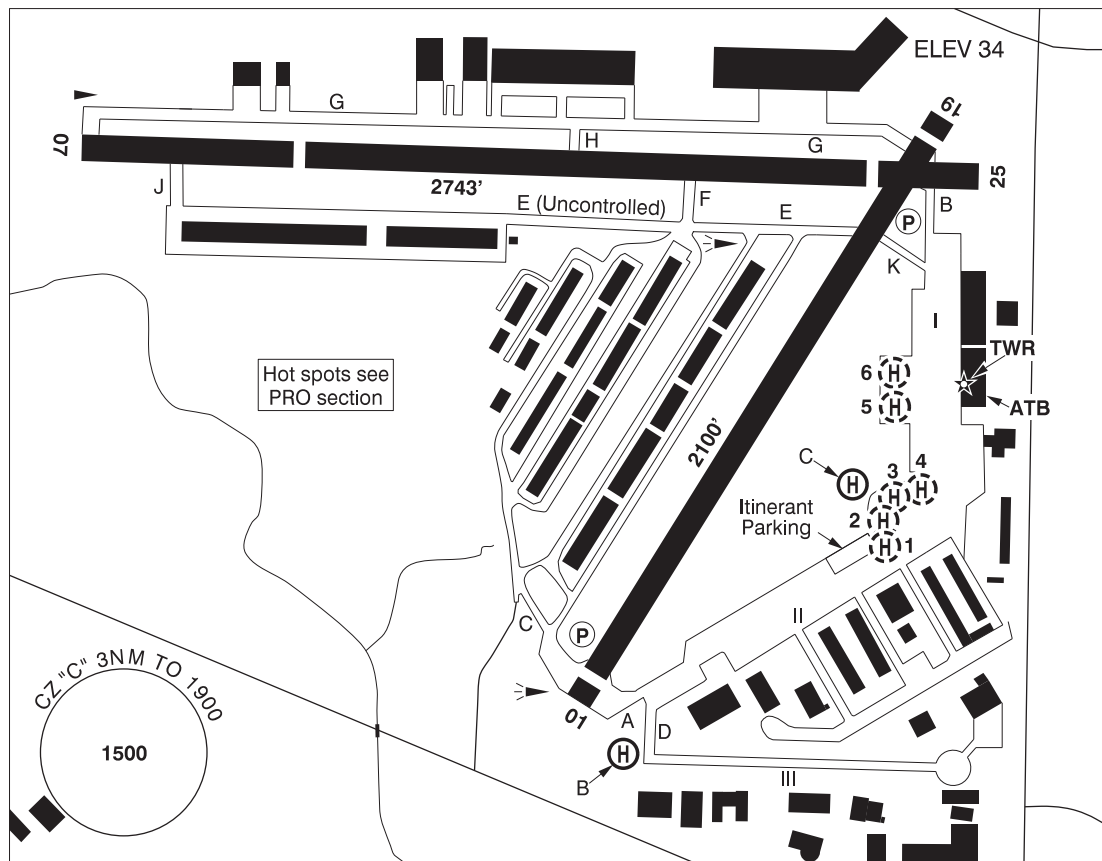 ELEV 34
19
G
07
H
G
25
2743'
J
F
B
E (Uncontrolled)
E
P
K
I
Hot spots see
PRO section
TWR
6 H
5 H
ATB
2100'
C
H
3
4
H
H
Itinerant
Parking
2
H
H 1
II
C
P
CZ "C" 3NM TO 1900
1500
01
A
D
H
B
III